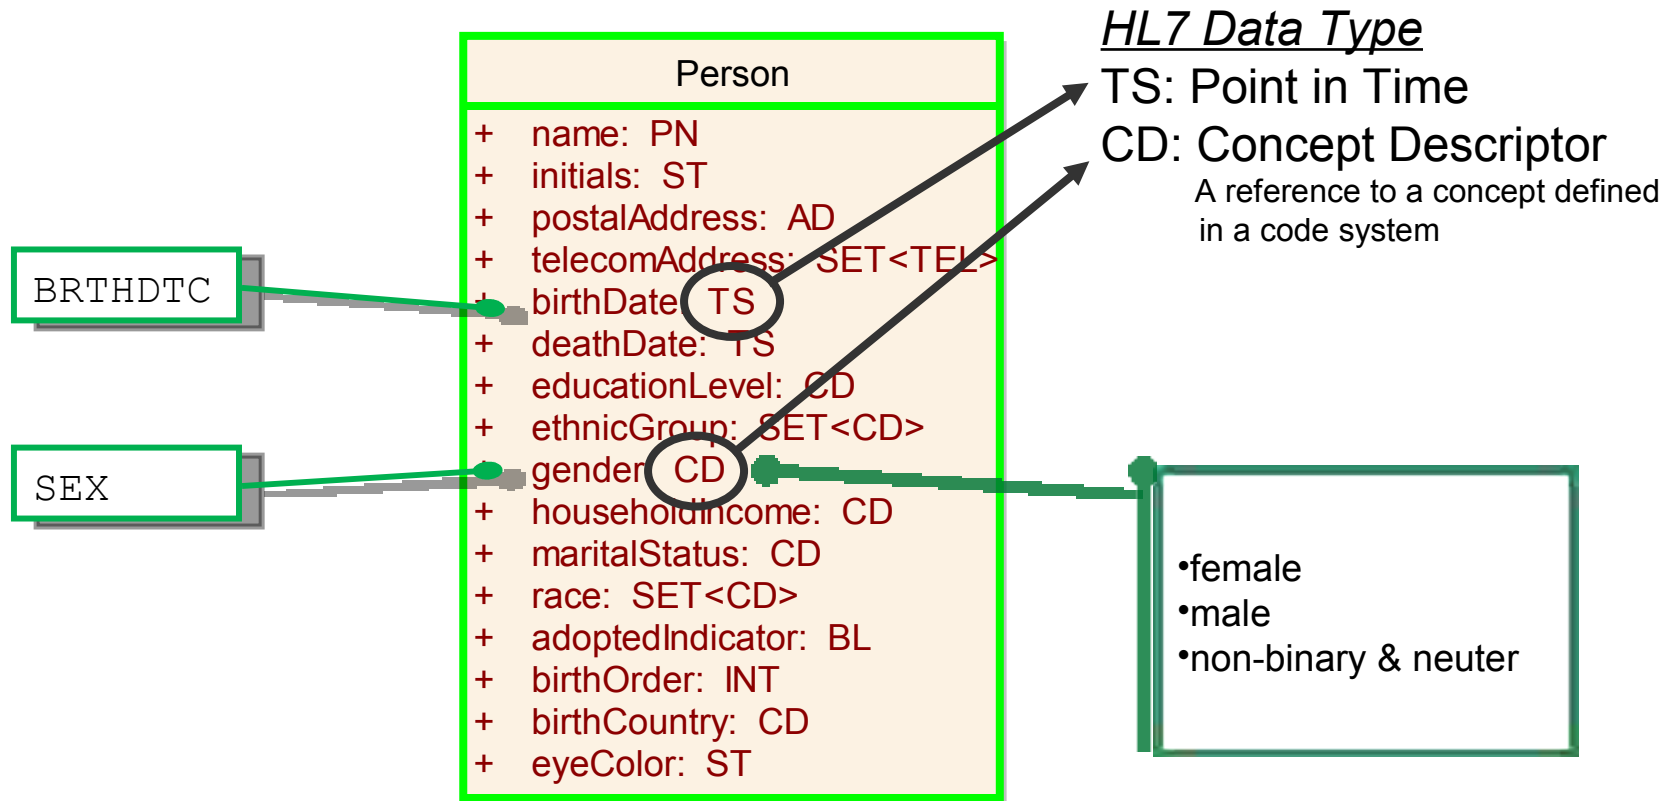 HL7 Data Type
TS: Point in Time
CD: Concept Descriptor
A reference to a concept defined
in a code system
Person
+ name: PN
+ initials: ST
+ postalAddress: AD
+ telecomAddress: SET<TEL>
+ birthDate: TS
+ deathDate: TS
+ educationLevel: CD
+ ethnicGroup: SET<CD>
+ gender: CD
+ householdIncome: CD
+ maritalStatus: CD
+ race: SET<CD>
+ adoptedIndicator: BL
+ birthOrder: INT
+ birthCountry: CD
+ eyeColor: ST
BRTHDTC
SEX
•female
•male
•non-binary & neuter